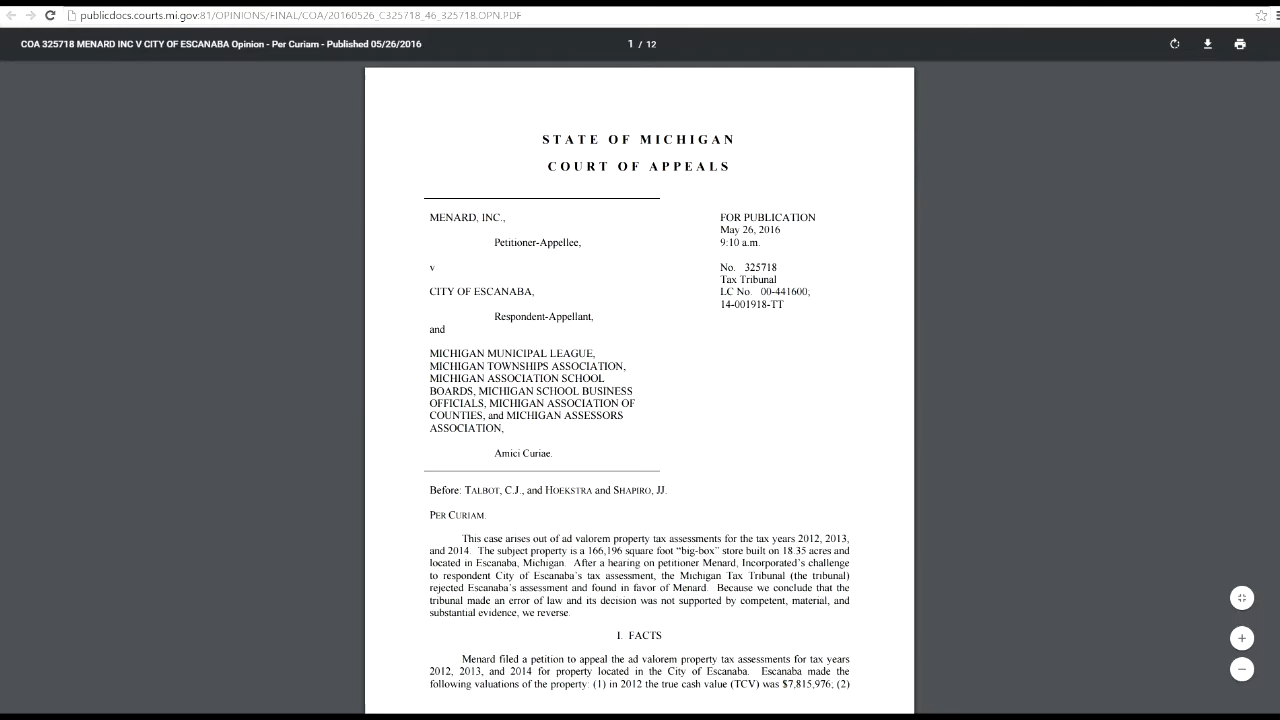 publicdocs.courts.mi.gov:81/OPINIONS/FINAL/COA/20160526_C325718_46_325718.OPN.PDF
COA 325718 MENARD INC V CITY OF ESCANABA Opinion - Per Curiam - Published 05/26/2016
1 / 12
STATE OF MICHIGAN
COURT OF APPEALS
MENARD, INC.,
Petitioner-Appellee,
v
CITY OF ESCANABA,
Respondent-Appellant,
and
MICHIGAN MUNICIPAL LEAGUE,
MICHIGAN TOWNSHIPS ASSOCIATION,
MICHIGAN ASSOCIATION SCHOOL
BOARDS, MICHIGAN SCHOOL BUSINESS
OFFICIALS, MICHIGAN ASSOCIATION OF
COUNTIES, and MICHIGAN ASSESSORS
ASSOCIATION,
Amici Curiae.
FOR PUBLICATION
May 26, 2016
9:10 a.m.
No. 325718
Tax Tribunal
LC No. 00-441600;
14-001918-TT
Before: TALBOT, C.J., and HOEKSTRA and SHAPIRO, JJ.
PER CURIAM.
This case arises out of ad valorem property tax assessments for the tax years 2012, 2013,
and 2014. The subject property is a 166,196 square foot “big-box” store built on 18.35 acres and
located in Escanaba, Michigan. After a hearing on petitioner Menard, Incorporated’s challenge
to respondent City of Escanaba’s tax assessment, the Michigan Tax Tribunal (the tribunal)
rejected Escanaba’s assessment and found in favor of Menard. Because we conclude that the
tribunal made an error of law and its decision was not supported by competent, material, and
substantial evidence, we reverse.
I. FACTS
Menard filed a petition to appeal the ad valorem property tax assessments for tax years
2012, 2013, and 2014 for property located in the City of Escanaba. Escanaba made the
following valuations of the property: (1) in 2012 the true cash value (TCV) was $7,815,976; (2)